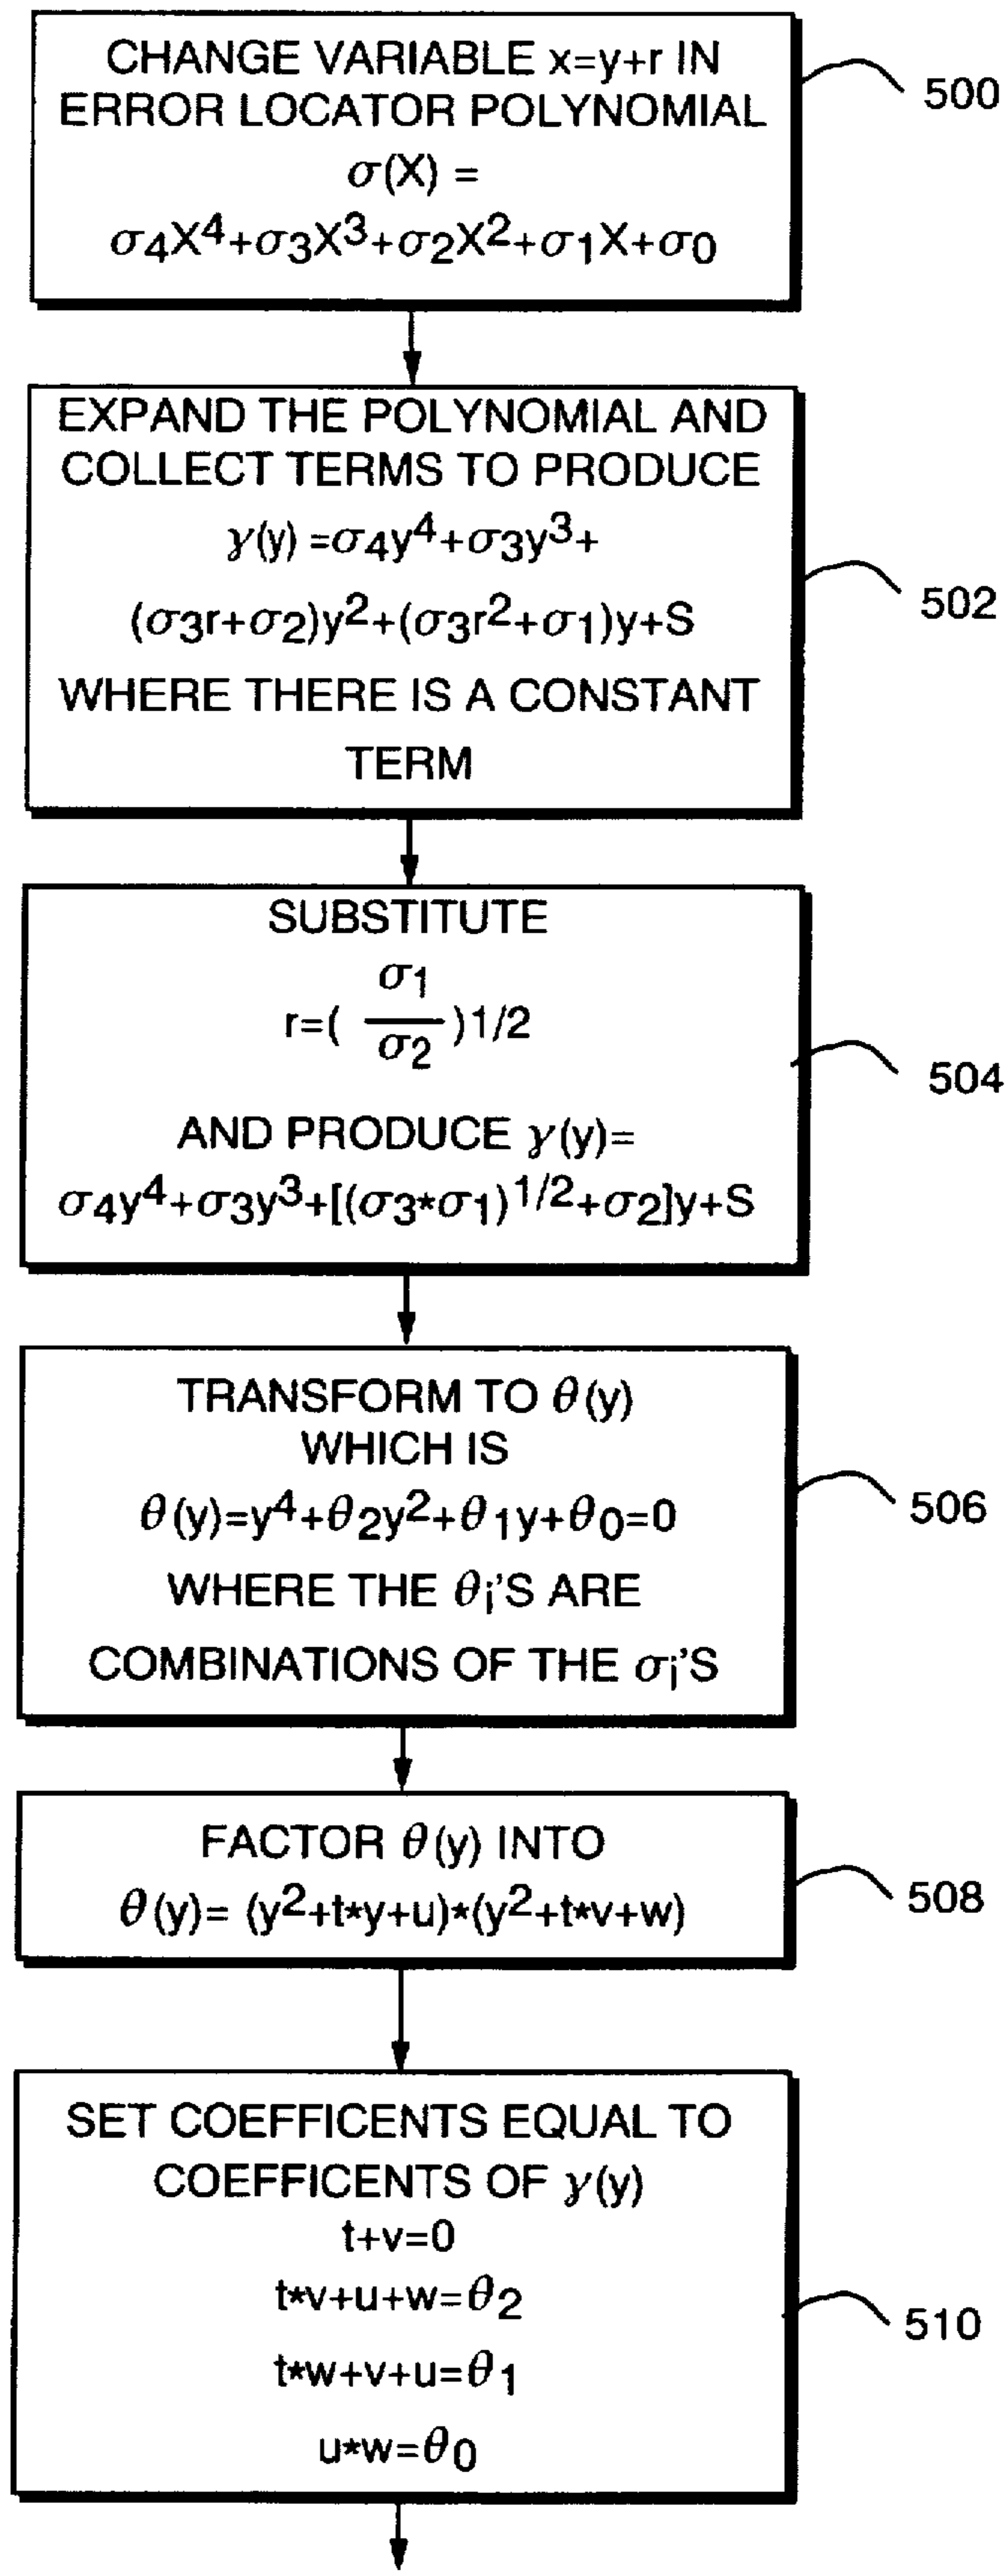 CHANGE VARIABLE x=y+r IN
ERROR LOCATOR POLYNOMIAL
σ(X) =
σ₄X⁴+σ₃X³+σ₂X²+σ₁X+σ₀
500
EXPAND THE POLYNOMIAL AND
COLLECT TERMS TO PRODUCE
γ(y) =σ₄y⁴+σ₃y³+
(σ₃r+σ₂)y²+(σ₃r²+σ₁)y+S
WHERE THERE IS A CONSTANT
TERM
502
SUBSTITUTE
σ₁
r=( ―― )1/2
σ₂
AND PRODUCE γ(y)=
σ₄y⁴+σ₃y³+[(σ₃*σ₁)¹/²+σ₂]y+S
504
TRANSFORM TO θ(y)
WHICH IS
θ(y)=y⁴+θ₂y²+θ₁y+θ₀=0
WHERE THE θᵢ'S ARE
COMBINATIONS OF THE σᵢ'S
506
FACTOR θ(y) INTO
θ(y)= (y²+t*y+u)*(y²+t*v+w)
508
SET COEFFICENTS EQUAL TO
COEFFICENTS OF γ(y)
t+v=0
t*v+u+w=θ₂
t*w+v+u=θ₁
u*w=θ₀
510